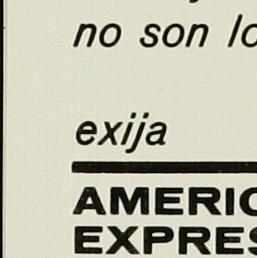 no son lo
exija
AMERIC
EXPRES